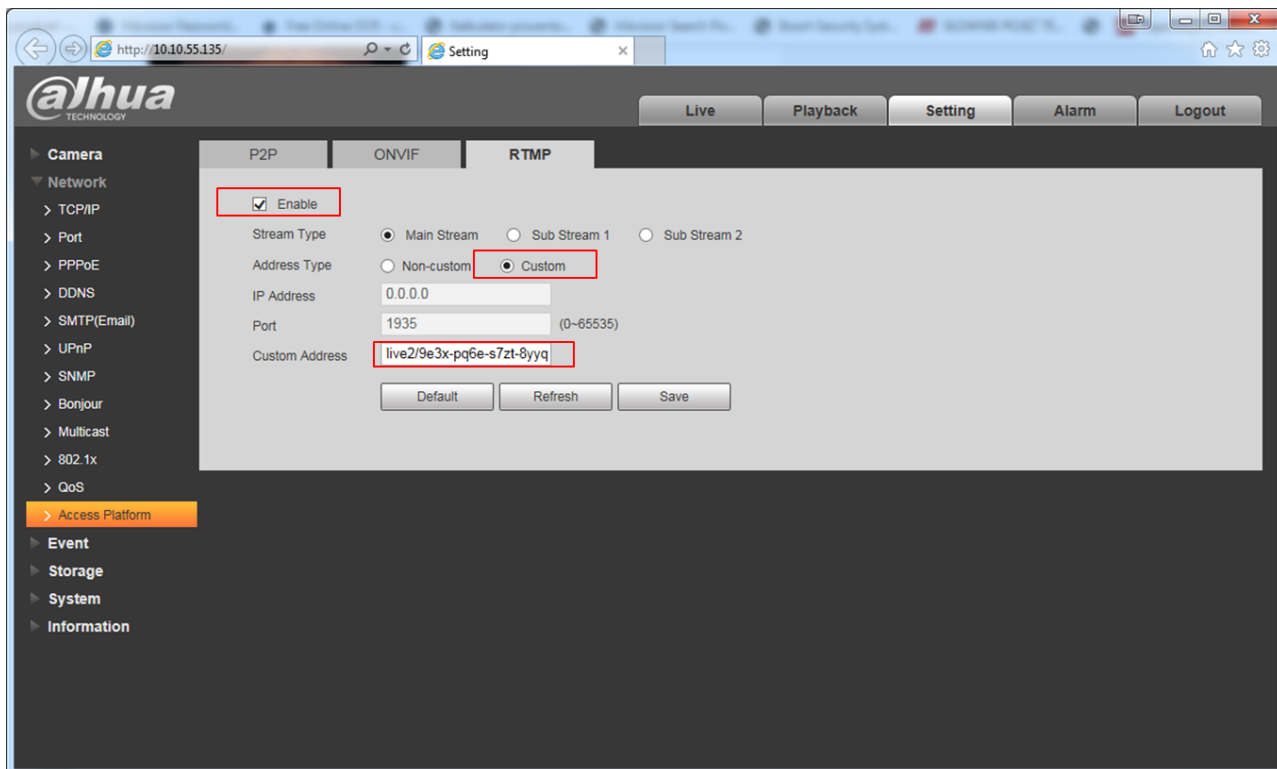 http://10.10.55.135/
Setting
alhua
TECHNOLOGY
Live
Playback
Setting
Alarm
Logout
Camera
Network
TCP/IP
Port
PPPoE
DDNS
SMTP(Email)
UPnP
SNMP
Bonjour
Multicast
802.1x
QoS
Access Platform
Event
Storage
System
Information
P2P
ONVIF
RTMP
Enable
Stream Type Main Stream Sub Stream 1 Sub Stream 2
Address Type Non-custom Custom
IP Address 0.0.0.0
Port 1935 (0~65535)
Custom Address live2/9e3x-pq6e-s7zt-8yyq
Default Refresh Save